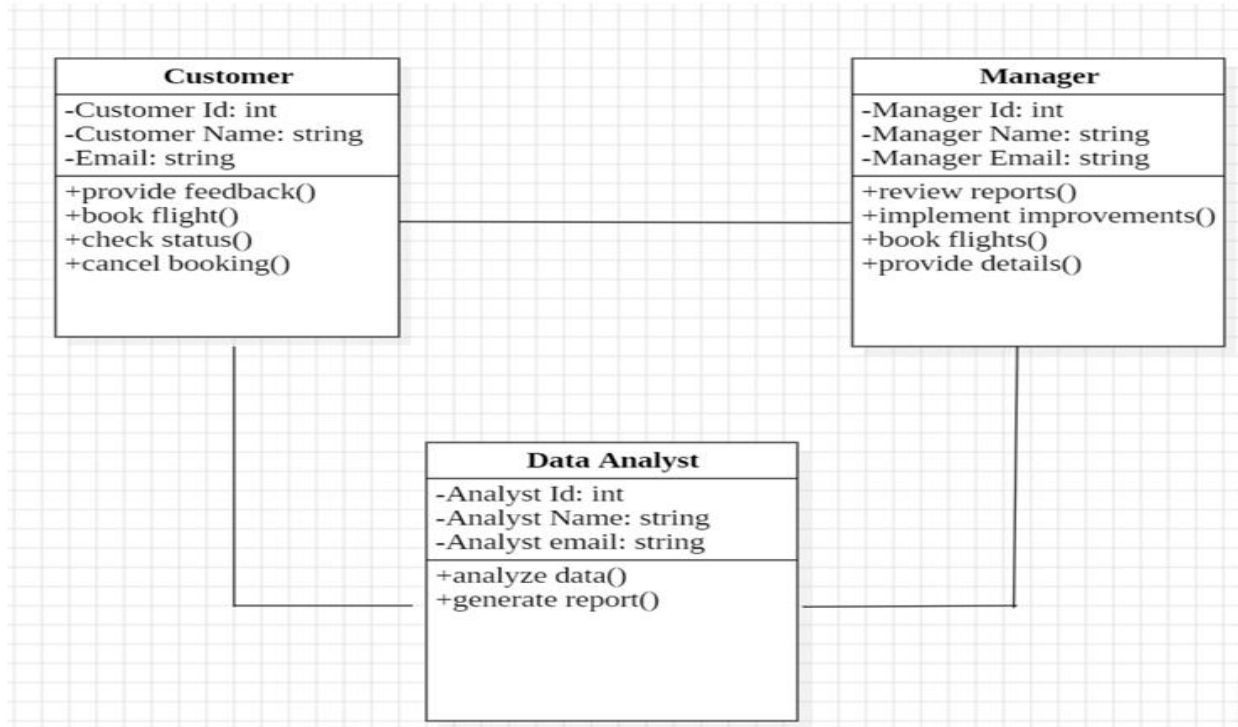 Customer
-Customer Id: int
-Customer Name: string
-Email: string
+provide feedback()
+book flight()
+check status()
+cancel booking()
Manager
-Manager Id: int
-Manager Name: string
-Manager Email: string
+review reports()
+implement improvements()
+book flights()
+provide details()
Data Analyst
-Analyst Id: int
-Analyst Name: string
-Analyst email: string
+analyze data()
+generate report()